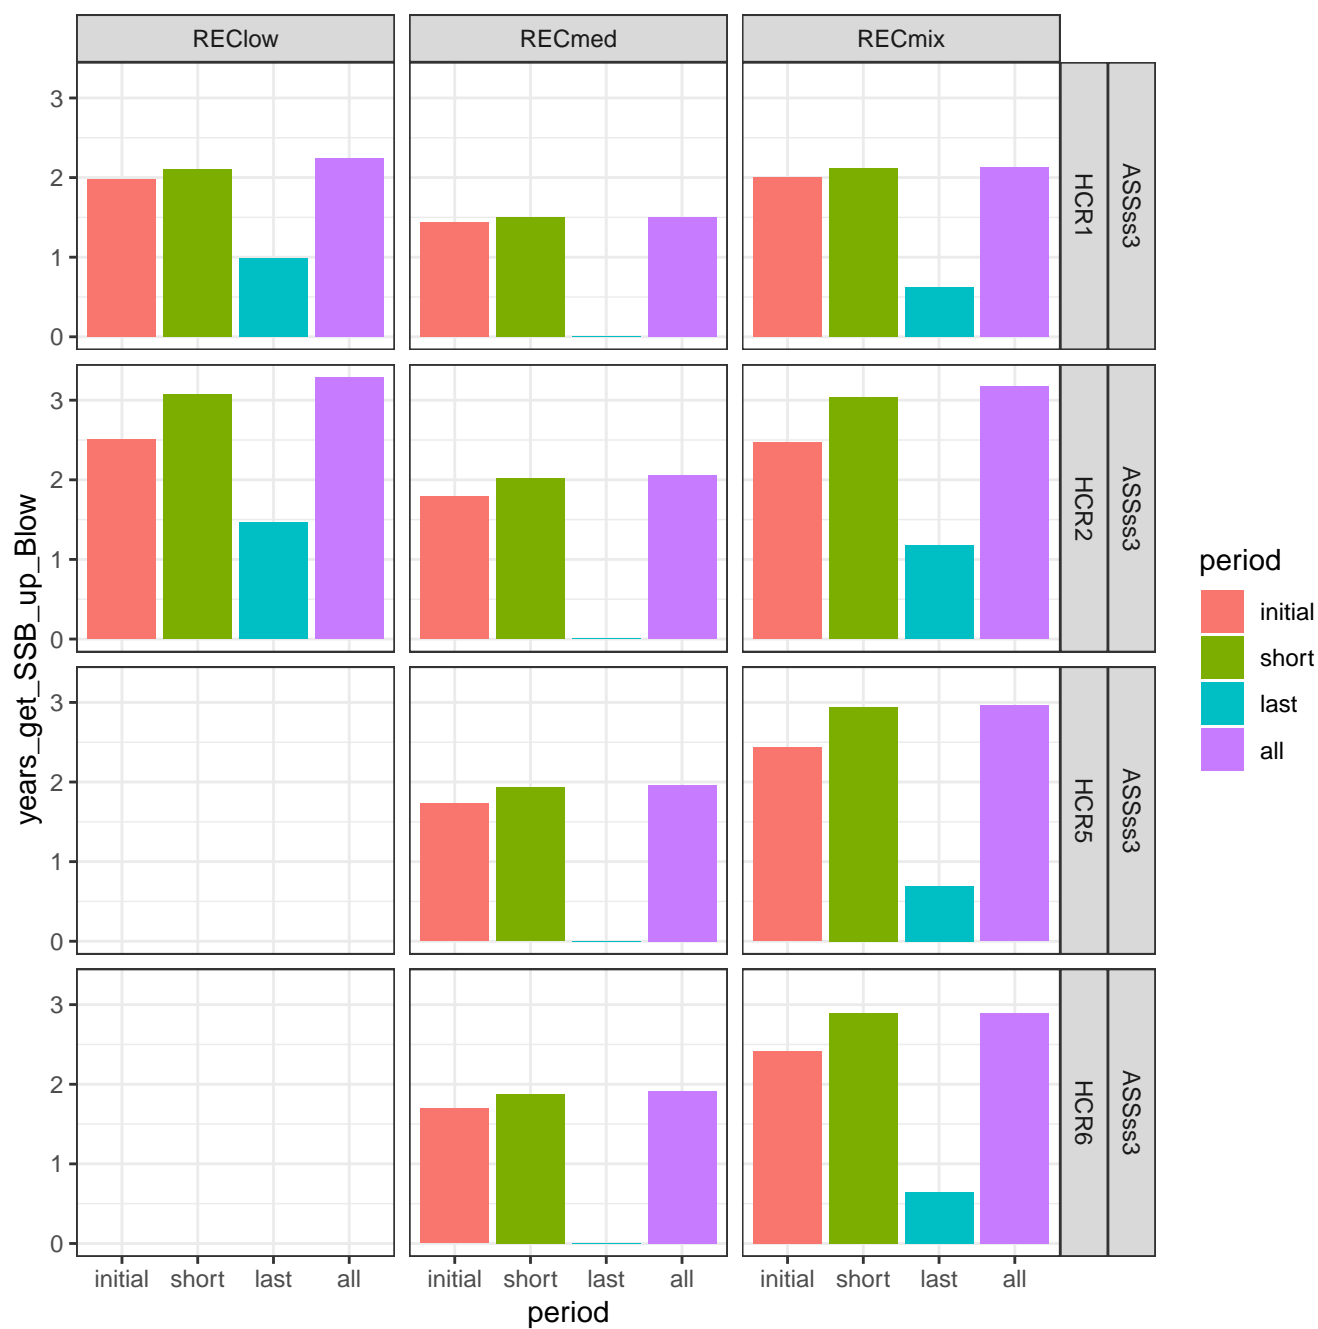 REClow RECmed RECmix
3
2
1
0
HCR1
ASSss3
3
2
1
0
HCR2
ASSss3
3
2
1
0
HCR5
ASSss3
3
2
1
0
HCR6
ASSss3
initial short last all initial short last all initial short last all
period
years_get_SSB_up_Blow
period
initial
short
last
all